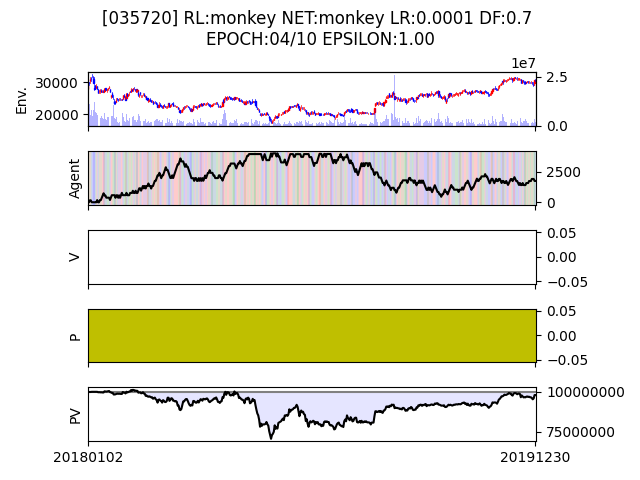 [035720] RL:monkey NET:monkey LR:0.0001 DF:0.7
EPOCH:04/10 EPSILON:1.00
1e7
Env.
30000
20000
2.5
0.0
Agent
2500
0
V
0.05
0.00
−0.05
P
0.05
0.00
−0.05
PV
100000000
75000000
20180102
20191230